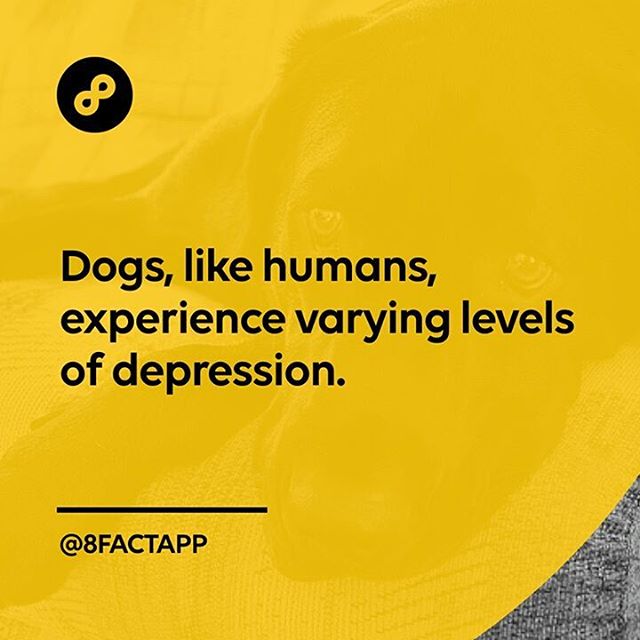 Dogs, like humans,
experience varying levels
of depression.
@8FACTAPP